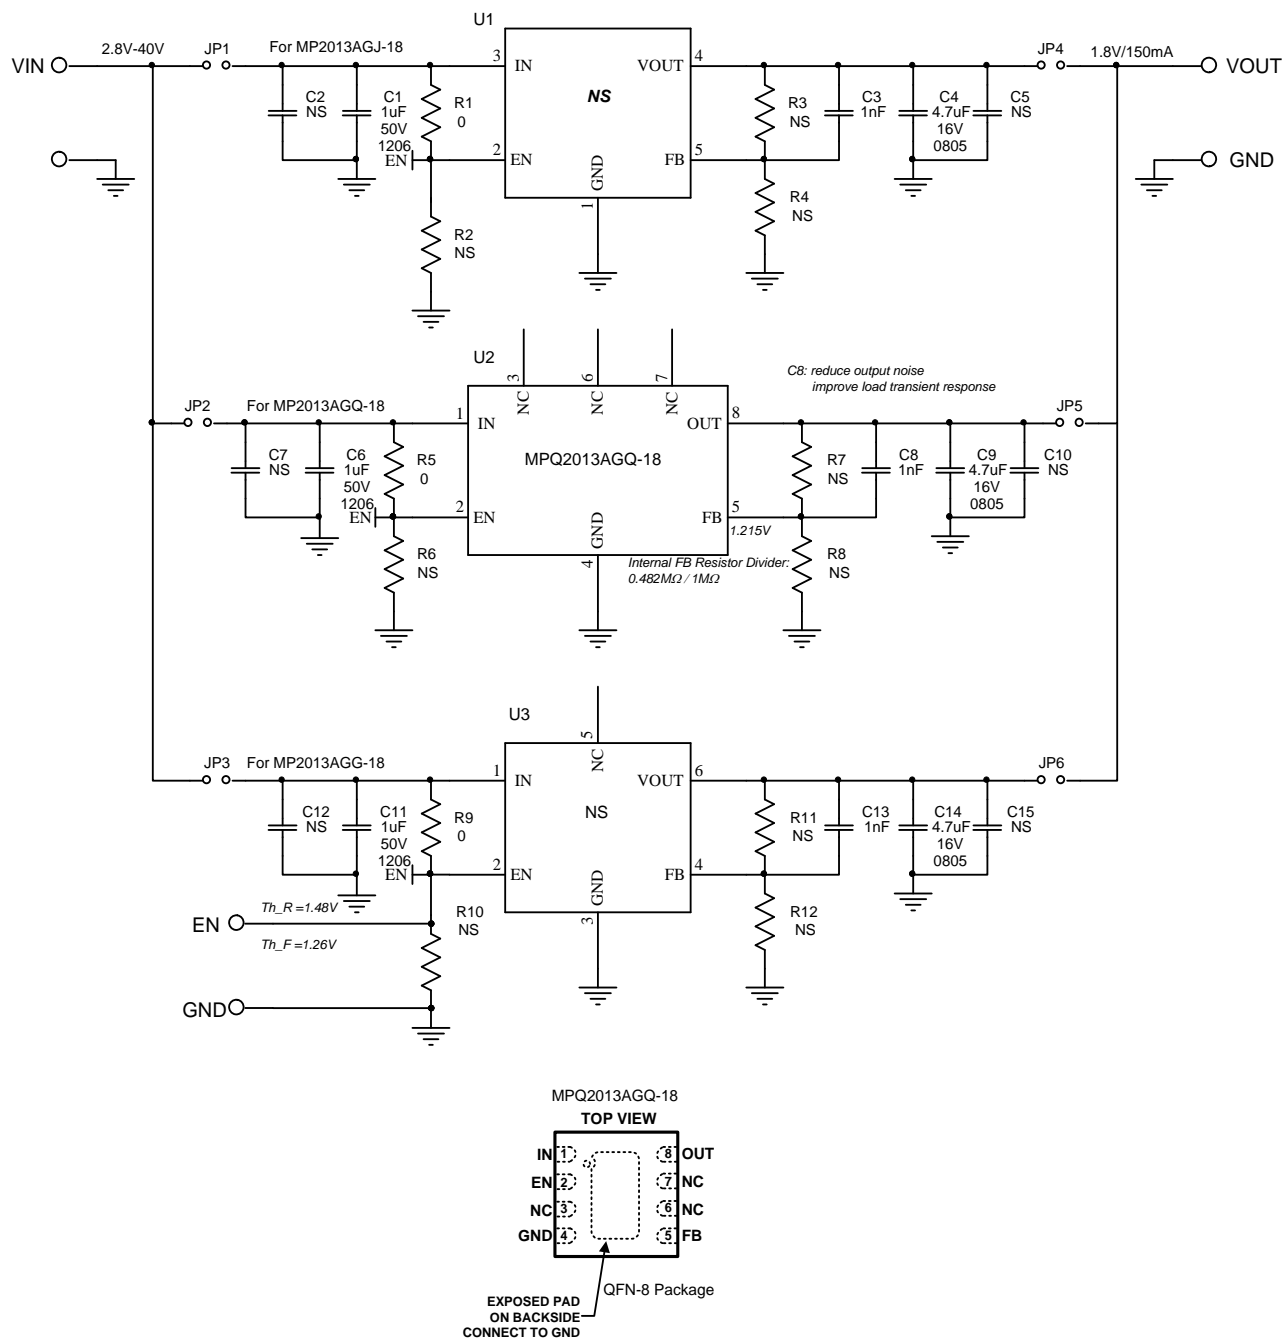 U1
VIN
2.8V-40V
JP1
For MP2013AGJ-18
3
IN
VOUT
4
JP4
1.8V/150mA
VOUT
NS
C2
NS
C1
1uF
50V
1206
R1
0
R3
NS
C3
1nF
C4
4.7uF
16V
0805
C5
NS
EN
2
EN
GND
1
FB
5
GND
R2
NS
R4
NS
U2
3
NC
6
NC
7
NC
C8: reduce output noise
improve load transient response
JP2
For MP2013AGQ-18
1
IN
OUT
8
JP5
MPQ2013AGQ-18
C7
NS
C6
1uF
50V
1206
R5
0
R7
NS
C8
1nF
C9
4.7uF
16V
0805
C10
NS
EN
2
EN
GND
4
FB
5
1.215V
R6
NS
R8
NS
Internal FB Resistor Divider:
0.482MΩ / 1MΩ
U3
5
NC
JP3
For MP2013AGG-18
1
IN
VOUT
6
JP6
NS
C12
NS
C11
1uF
50V
1206
R9
0
R11
NS
C13
1nF
C14
4.7uF
16V
0805
C15
NS
EN
2
EN
GND
3
FB
4
EN
Th_R =1.48V
Th_F =1.26V
R10
NS
R12
NS
GND
MPQ2013AGQ-18
TOP VIEW
IN 1 8 OUT
EN 2 7 NC
NC 3 6 NC
GND 4 5 FB
QFN-8 Package
EXPOSED PAD
ON BACKSIDE
CONNECT TO GND